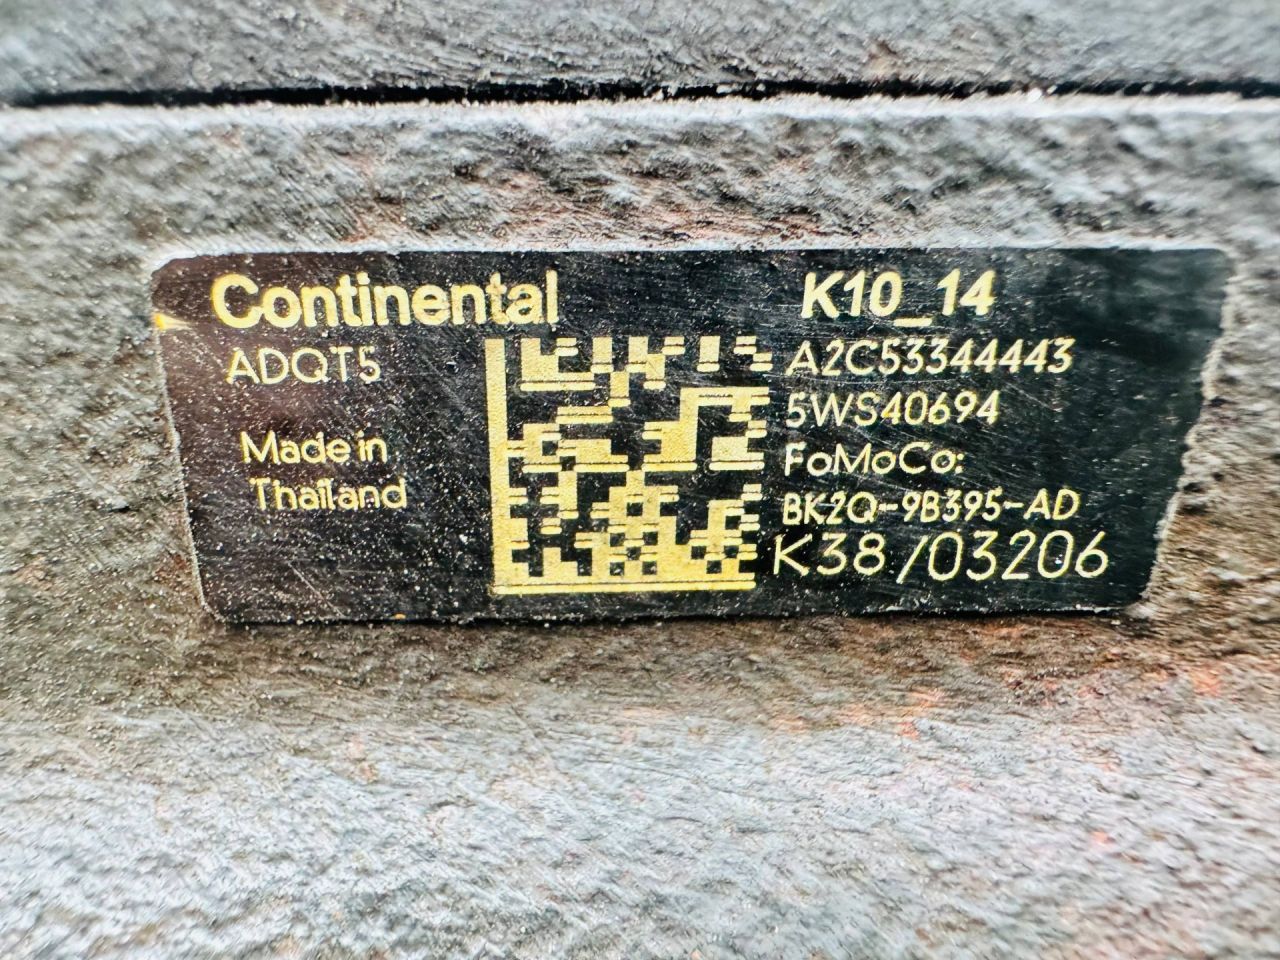 Continental
ADQT5
Made in
Thailand
K10_14
A2C53344443
5WS40694
FoMoCo:
BK2Q-9B395-AD
K38/03206